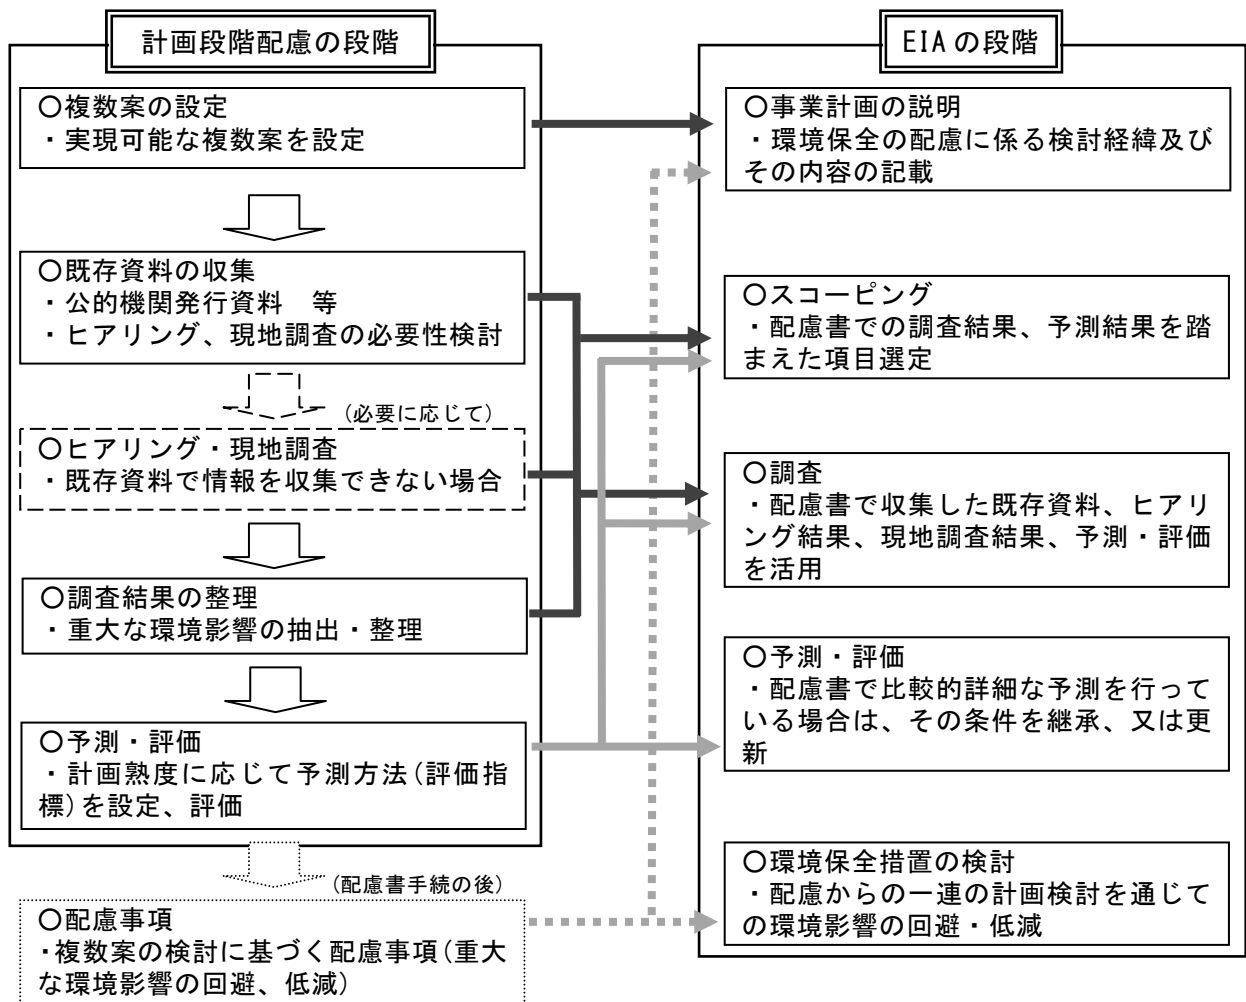 計画段階配慮の段階
〇複数案の設定
・実現可能な複数案を設定
〇既存資料の収集
・公的機関発行資料　等
・ヒアリング、現地調査の必要性検討
(必要に応じて)
〇ヒアリング・現地調査
・既存資料で情報を収集できない場合
〇調査結果の整理
・重大な環境影響の抽出・整理
〇予測・評価
・計画熟度に応じて予測方法(評価指
標)を設定、評価
(配慮書手続の後)
〇配慮事項
・複数案の検討に基づく配慮事項(重大
な環境影響の回避、低減)
EIAの段階
〇事業計画の説明
・環境保全の配慮に係る検討経緯及び
その内容の記載
〇スコーピング
・配慮書での調査結果、予測結果を踏
まえた項目選定
〇調査
・配慮書で収集した既存資料、ヒアリ
ング結果、現地調査結果、予測・評価
を活用
〇予測・評価
・配慮書で比較的詳細な予測を行って
いる場合は、その条件を継承、又は更
新
〇環境保全措置の検討
・配慮からの一連の計画検討を通じて
の環境影響の回避・低減